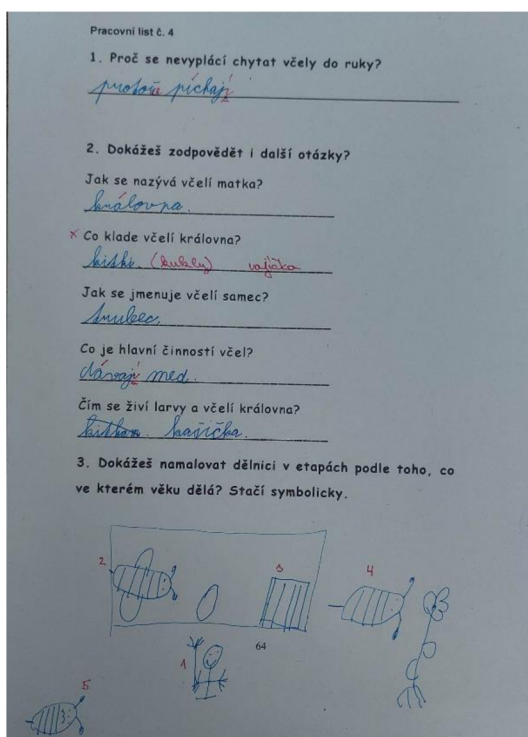 Pracovní list č. 4
1. Proč se nevyplácí chytat včely do ruky?
protože píchají
2. Dokážeš zodpovědět i další otázky?
Jak se nazývá včelí matka?
královna.
x Co klade včelí královna?
(kukly) vajíčka
Jak se jmenuje včelí samec?
trubec.
Co je hlavní činností včel?
dávají med.
Čím se živí larvy a včelí královna?
kašička.
3. Dokážeš namalovat dělnici v etapách podle toho, co
ve kterém věku dělá? Stačí symbolicky.
2
3
4
1
64
5